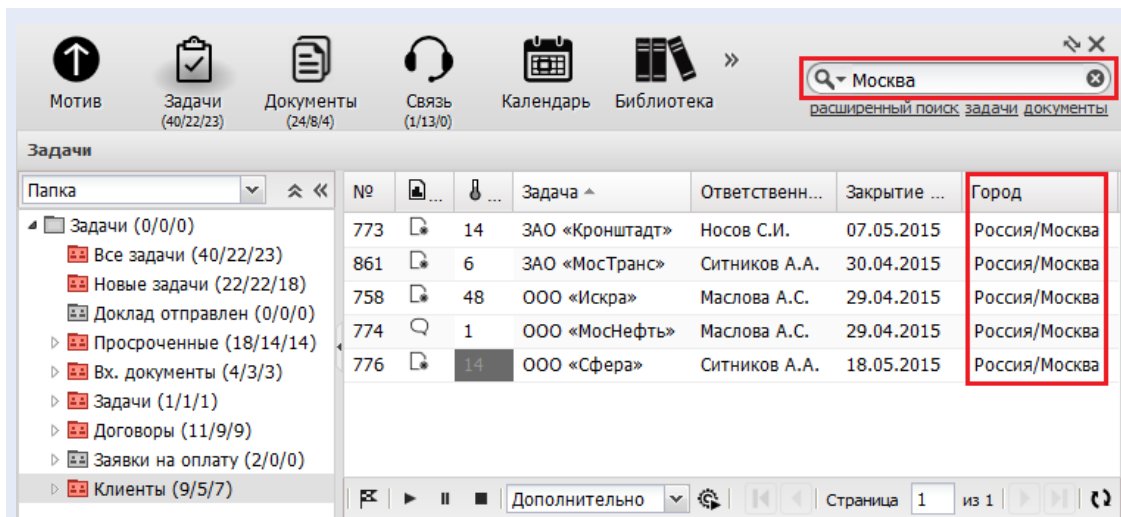 Москва
Мотив
Задачи
(40/22/23)
Документы
(24/8/4)
Связь
(1/13/0)
Календарь
Библиотека
»
расширенный поиск задачи документы
Задачи
Папка
Задачи (0/0/0)
Все задачи (40/22/23)
Новые задачи (22/22/18)
Доклад отправлен (0/0/0)
Просроченные (18/14/14)
Вх. документы (4/3/3)
Задачи (1/1/1)
Договоры (11/9/9)
Заявки на оплату (2/0/0)
Клиенты (9/5/7)
№ ... ... Задача Ответственн... Закрытие ... Город
773 14 ЗАО «Кронштадт» Носов С.И. 07.05.2015 Россия/Москва
861 6 ЗАО «МосТранс» Ситников А.А. 30.04.2015 Россия/Москва
758 48 ООО «Искра» Маслова А.С. 29.04.2015 Россия/Москва
774 1 ООО «МосНефть» Маслова А.С. 29.04.2015 Россия/Москва
776 14 ООО «Сфера» Ситников А.А. 18.05.2015 Россия/Москва
Дополнительно Страница 1 из 1